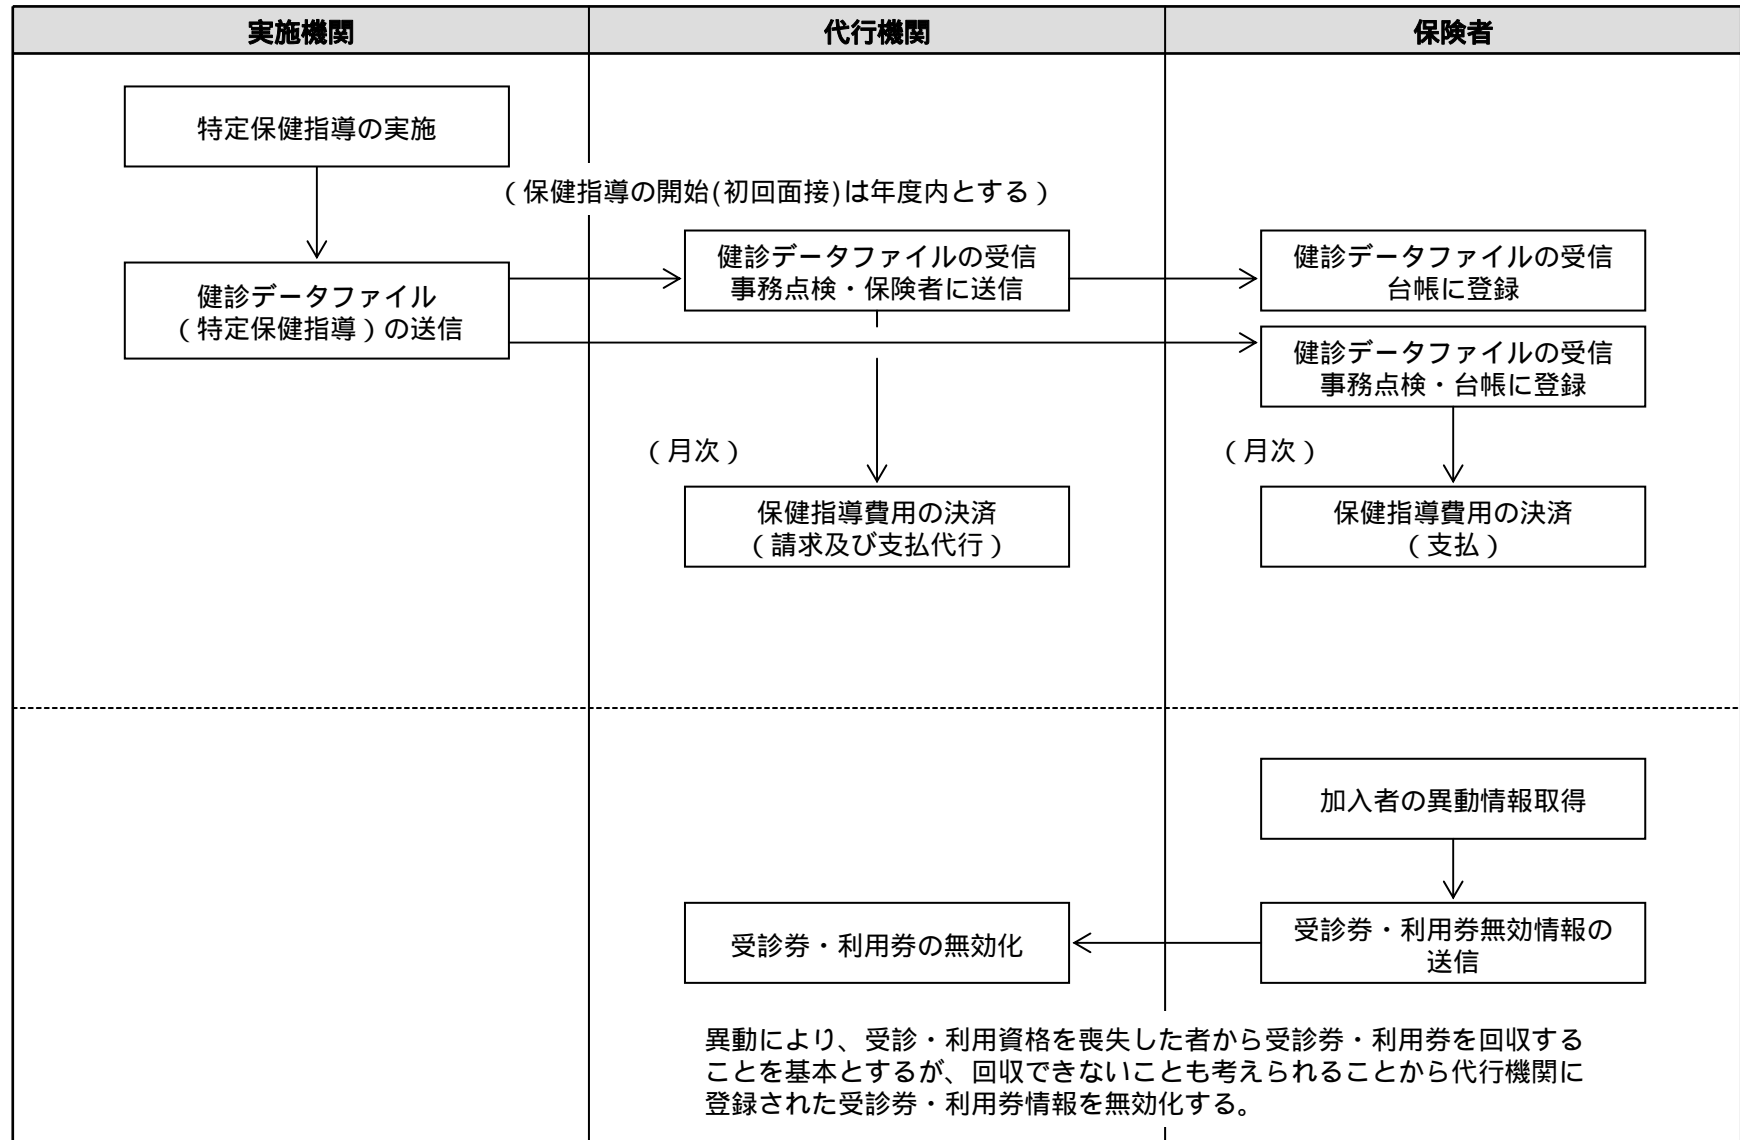 実施機関
代行機関
保険者
特定保健指導の実施
（保健指導の開始(初回面接)は年度内とする）
健診データファイル
（特定保健指導）の送信
健診データファイルの受信
事務点検・保険者に送信
健診データファイルの受信
台帳に登録
健診データファイルの受信
事務点検・台帳に登録
（月次）
（月次）
保健指導費用の決済
（請求及び支払代行）
保健指導費用の決済
（支払）
加入者の異動情報取得
受診券・利用券の無効化
受診券・利用券無効情報の
送信
異動により、受診・利用資格を喪失した者から受診券・利用券を回収する
ことを基本とするが、回収できないことも考えられることから代行機関に
登録された受診券・利用券情報を無効化する。